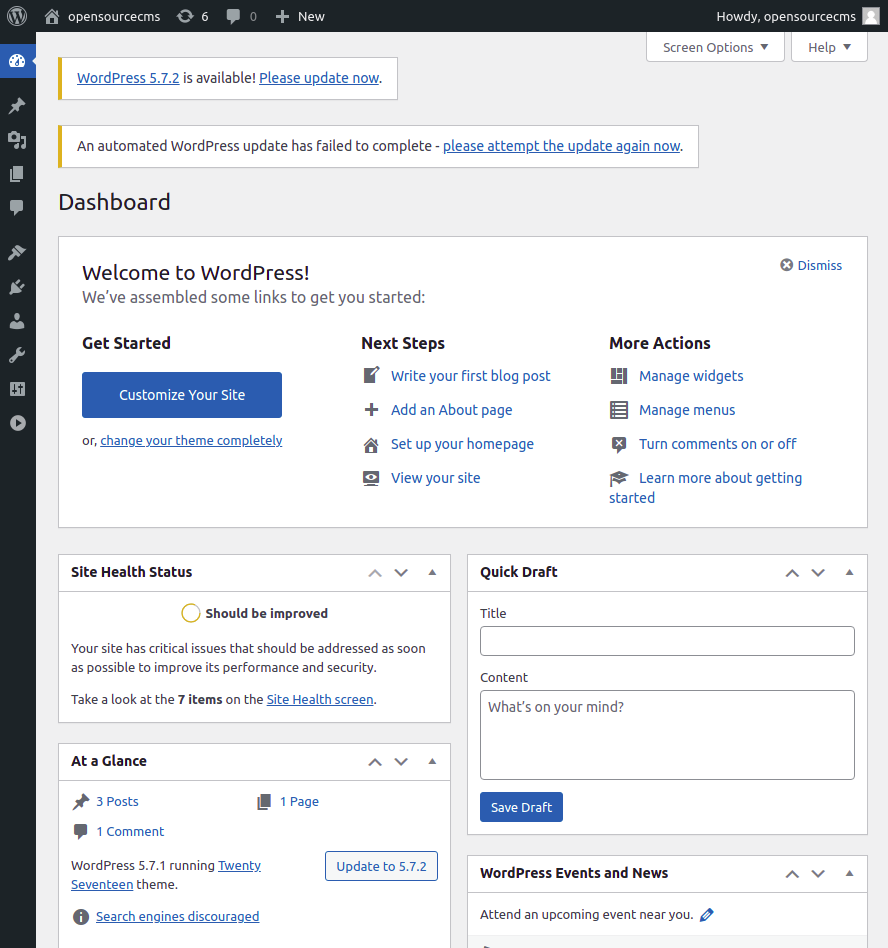 opensourcecms 6 0 New Howdy, opensourcecms
Screen Options Help
WordPress 5.7.2 is available! Please update now.
An automated WordPress update has failed to complete - please attempt the update again now.
Dashboard
Welcome to WordPress!
Dismiss
We've assembled some links to get you started:
Get Started
Customize Your Site
or, change your theme completely
Next Steps
Write your first blog post
Add an About page
Set up your homepage
View your site
More Actions
Manage widgets
Manage menus
Turn comments on or off
Learn more about getting
started
Site Health Status
Should be improved
Your site has critical issues that should be addressed as soon
as possible to improve its performance and security.
Take a look at the 7 items on the Site Health screen.
At a Glance
3 Posts 1 Page
1 Comment
WordPress 5.7.1 running Twenty
Seventeen theme.
Update to 5.7.2
Search engines discouraged
Quick Draft
Title
Content
What's on your mind?
Save Draft
WordPress Events and News
Attend an upcoming event near you.